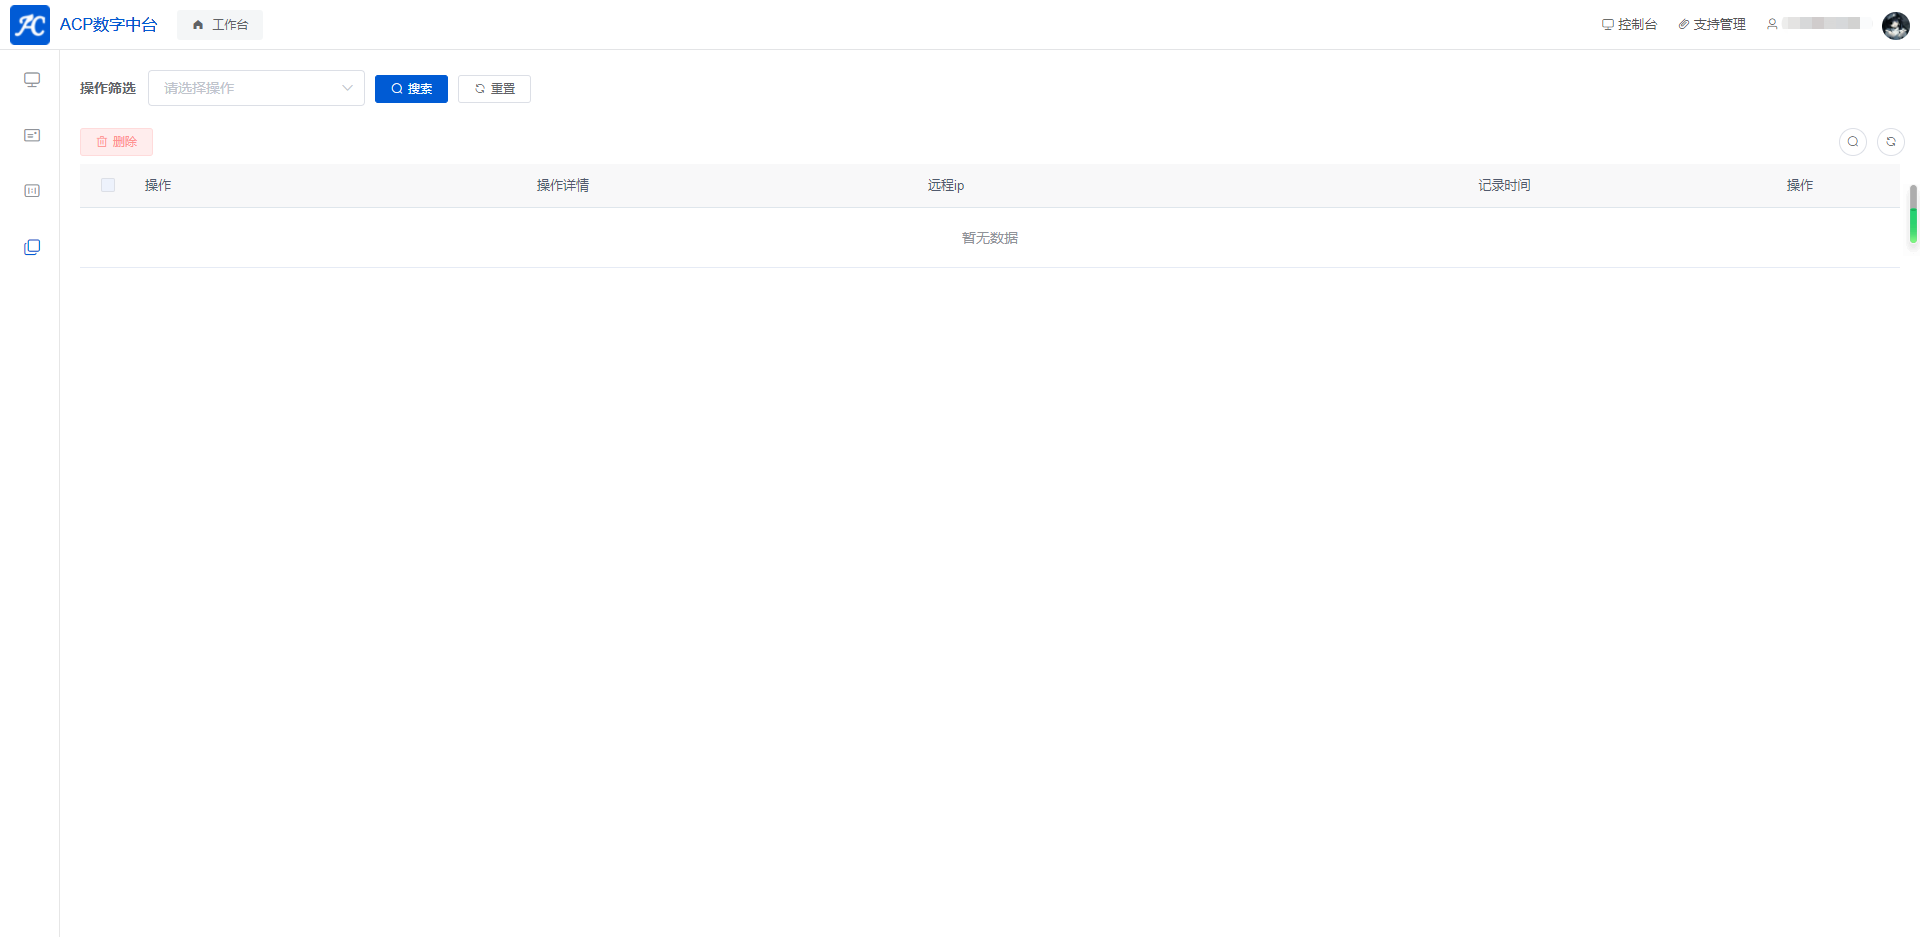 AC ACP数字中台 工作台 控制台 支持管理
操作筛选 请选择操作 搜索 重置
删除
操作 操作详情 远程ip 记录时间 操作
暂无数据